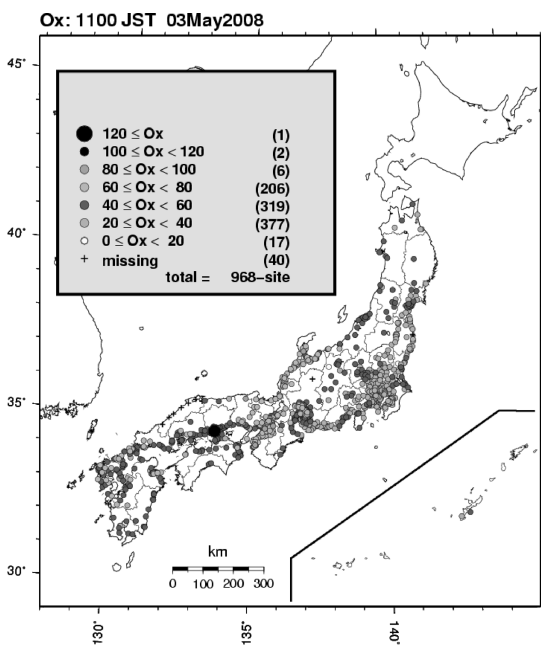 Ox: 1100 JST 03May2008
45°
120 ≤ Ox (1)
100 ≤ Ox < 120 (2)
80 ≤ Ox < 100 (6)
60 ≤ Ox < 80 (206)
40 ≤ Ox < 60 (319)
20 ≤ Ox < 40 (377)
0 ≤ Ox < 20 (17)
+ missing (40)
total = 968-site
40°
35°
30°
km
0 100 200 300
130° 135° 140°